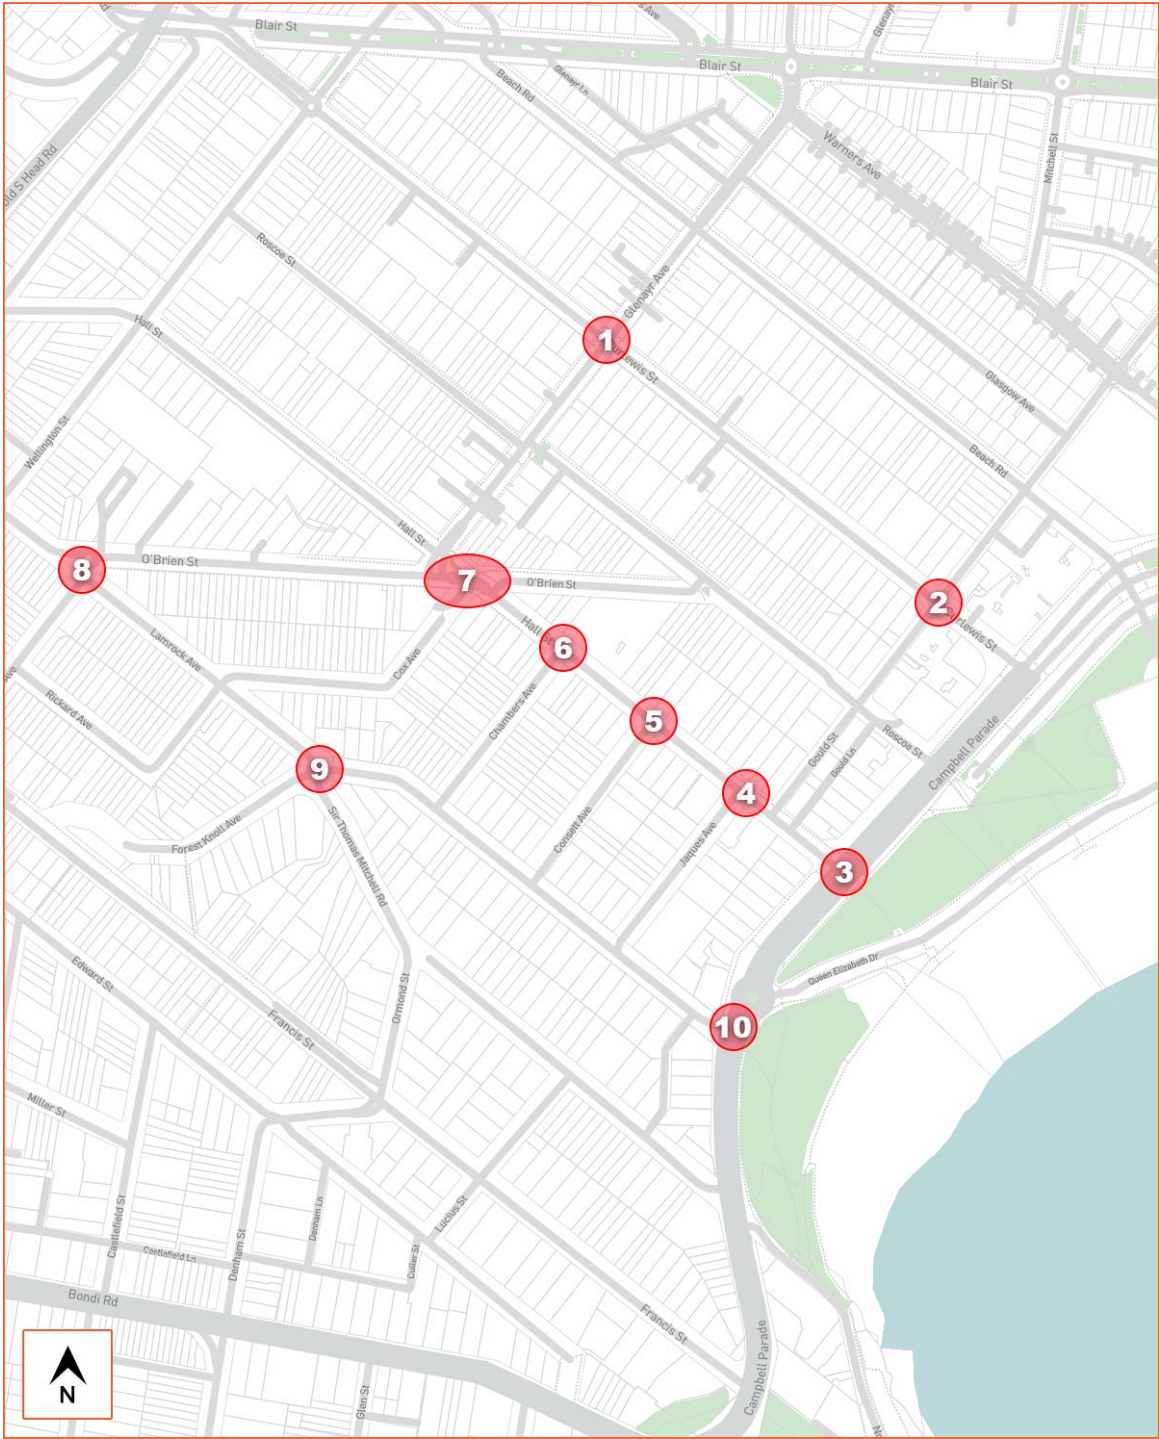 Blair St
Glenayr
Blair St
Blair St
Beach Rd
Glenayr Ln
Warners Ave
Mitchell St
Old S Head Rd
Roscoe St
Glenayr Ave
Hall St
1
Curlewis St
Glasgow Ave
Wellington St
Beach Rd
Hall St
O'Brien St
8
7
O'Brien St
2
Curlewis St
Hall St
6
Lamrock Ave
Cox Ave
Ave
Rickard Ave
Chambers Ave
5
Roscoe St
Gould St
Gould Ln
Campbell Parade
9
4
Forest Knoll Ave
Sir Thomas Mitchell Rd
Consett Ave
Jaques Ave
3
Edward St
Ormond St
Queen Elizabeth Dr
Francis St
10
Miller St
Castlefield St
Denham Ln
Lucius St
Denham St
Castlefield Ln
Culler St
Bondi Rd
Francis St
Campbell Parade
Glen St
N